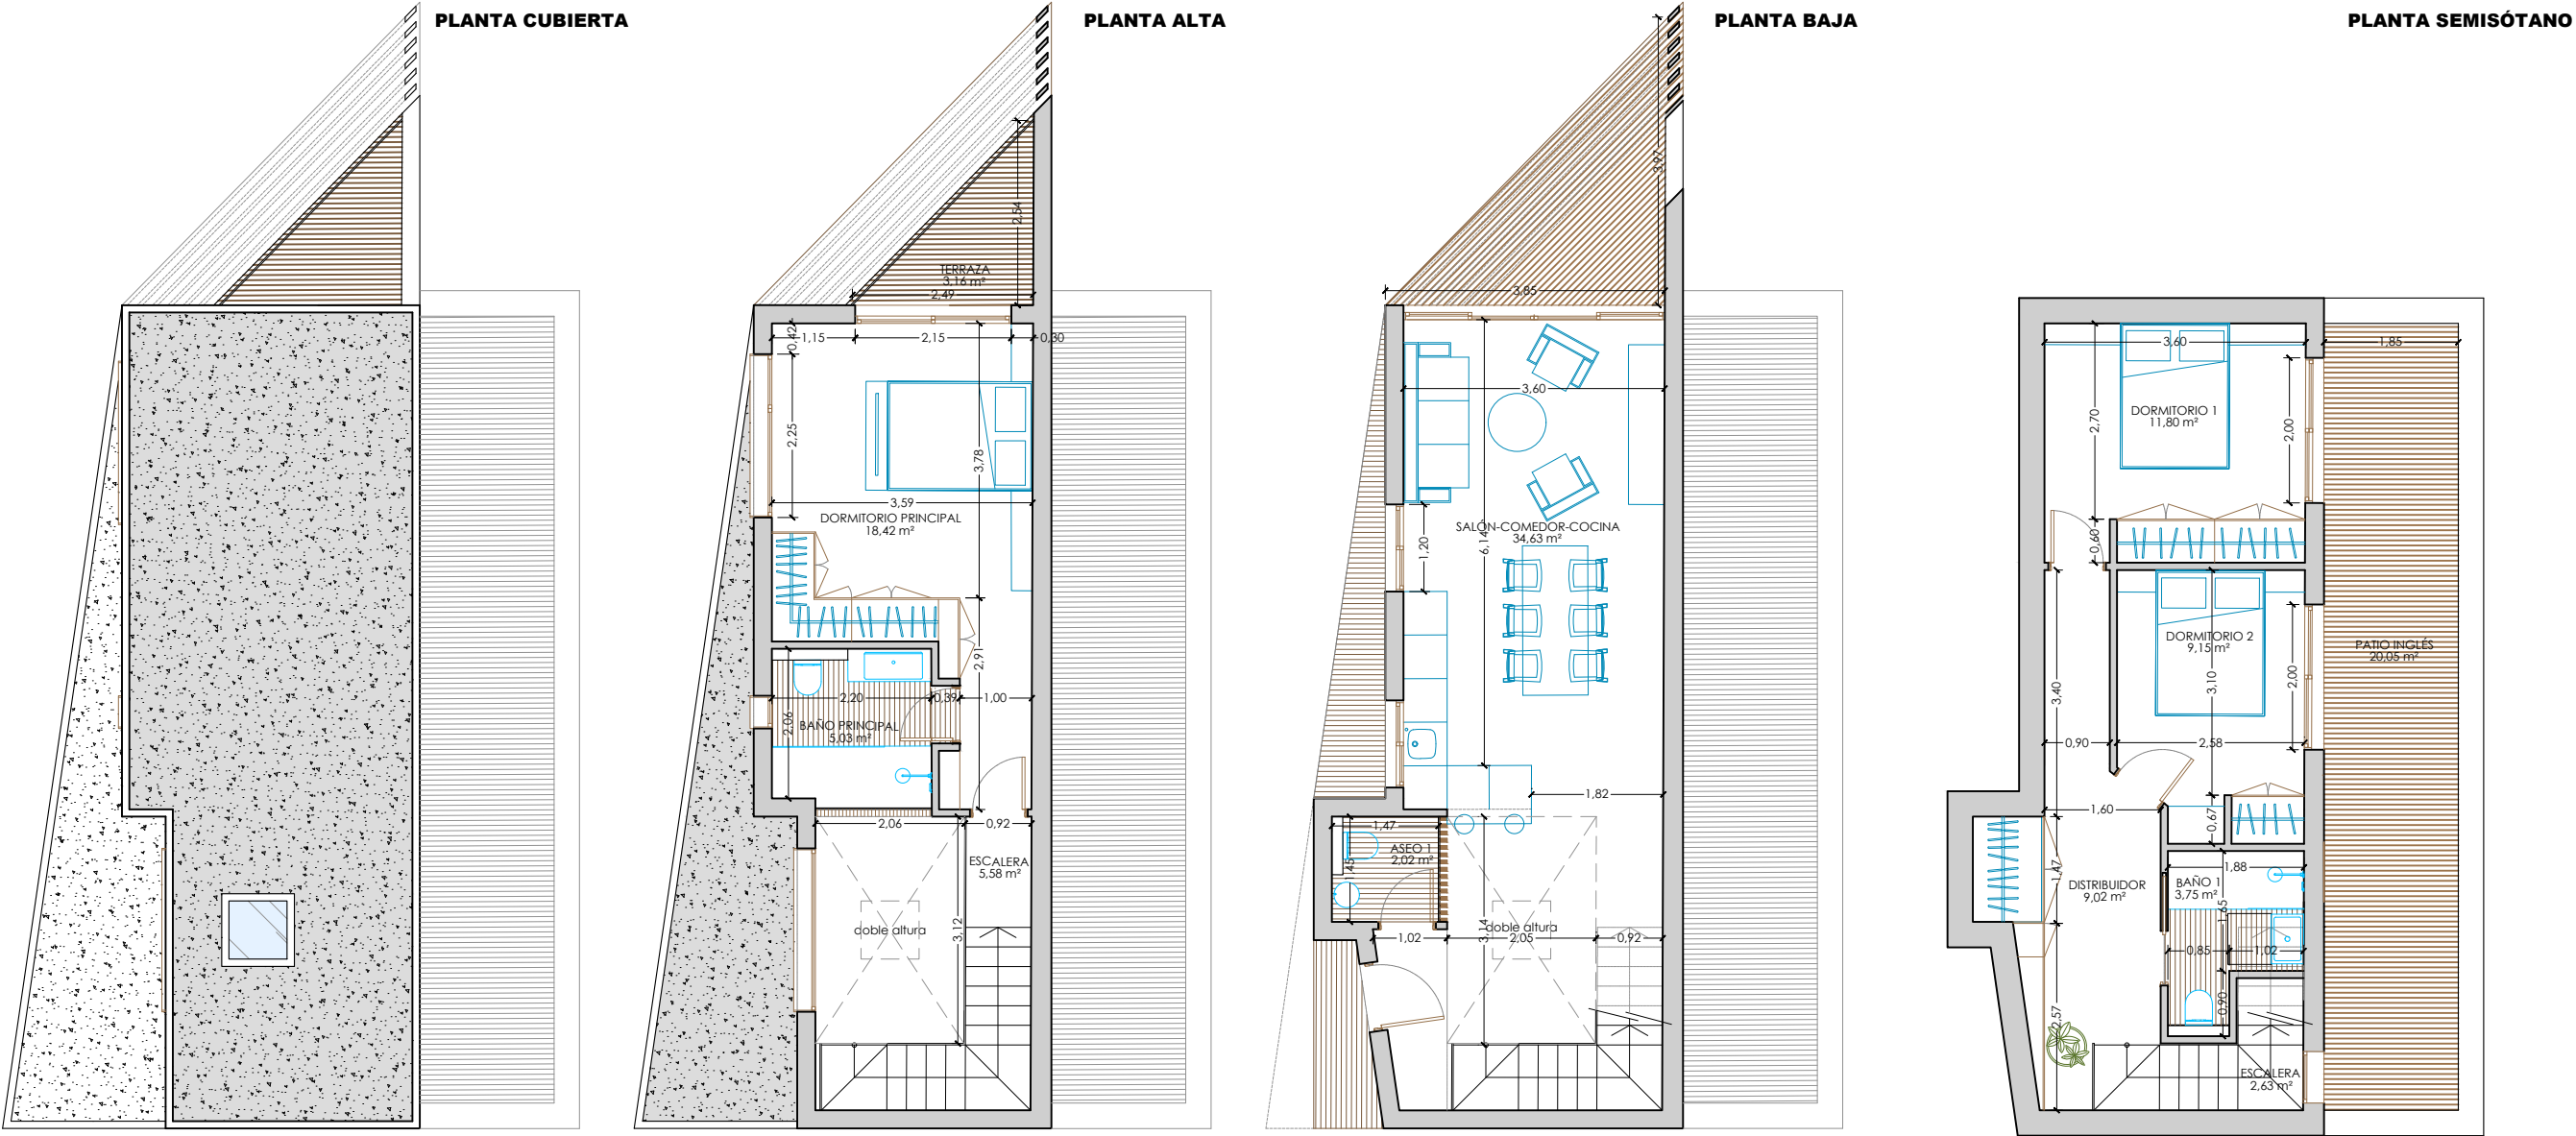 PLANTA CUBIERTA
PLANTA ALTA
2,54
TERRAZA
3,16 m²
2,49
0,42
1,15
2,15
0,30
2,25
3,78
3,59
DORMITORIO PRINCIPAL
18,42 m²
2,91
2,20
0,39
1,00
2,06
BAÑO PRINCIPAL
5,03 m²
2,06
0,92
ESCALERA
5,58 m²
3,12
doble altura
PLANTA BAJA
3,97
3,85
3,60
6,14
1,20
SALÓN-COMEDOR-COCINA
34,63 m²
1,82
1,47
1,45
ASEO 1
2,02 m²
doble altura
3,14
1,02
2,05
0,92
PLANTA SEMISÓTANO
3,60
1,85
2,70
DORMITORIO 1
11,80 m²
2,00
0,60
DORMITORIO 2
9,15 m²
3,10
2,00
PATIO INGLÉS
20,05 m²
3,40
0,90
2,58
1,60
0,67
1,47
1,88
DISTRIBUIDOR
9,02 m²
BAÑO 1
3,75 m²
1,65
0,85
1,02
0,90
2,57
ESCALERA
2,63 m²